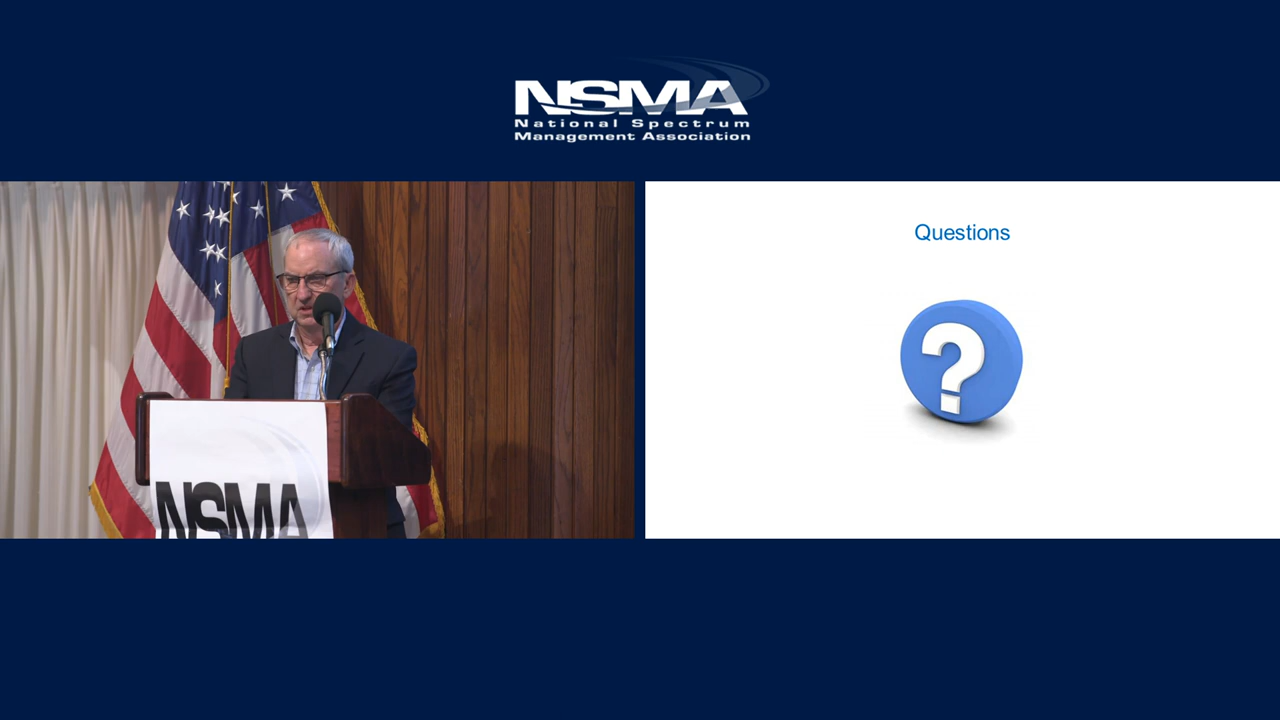 NSMA
National Spectrum
Management Association
Questions
?
NSMA